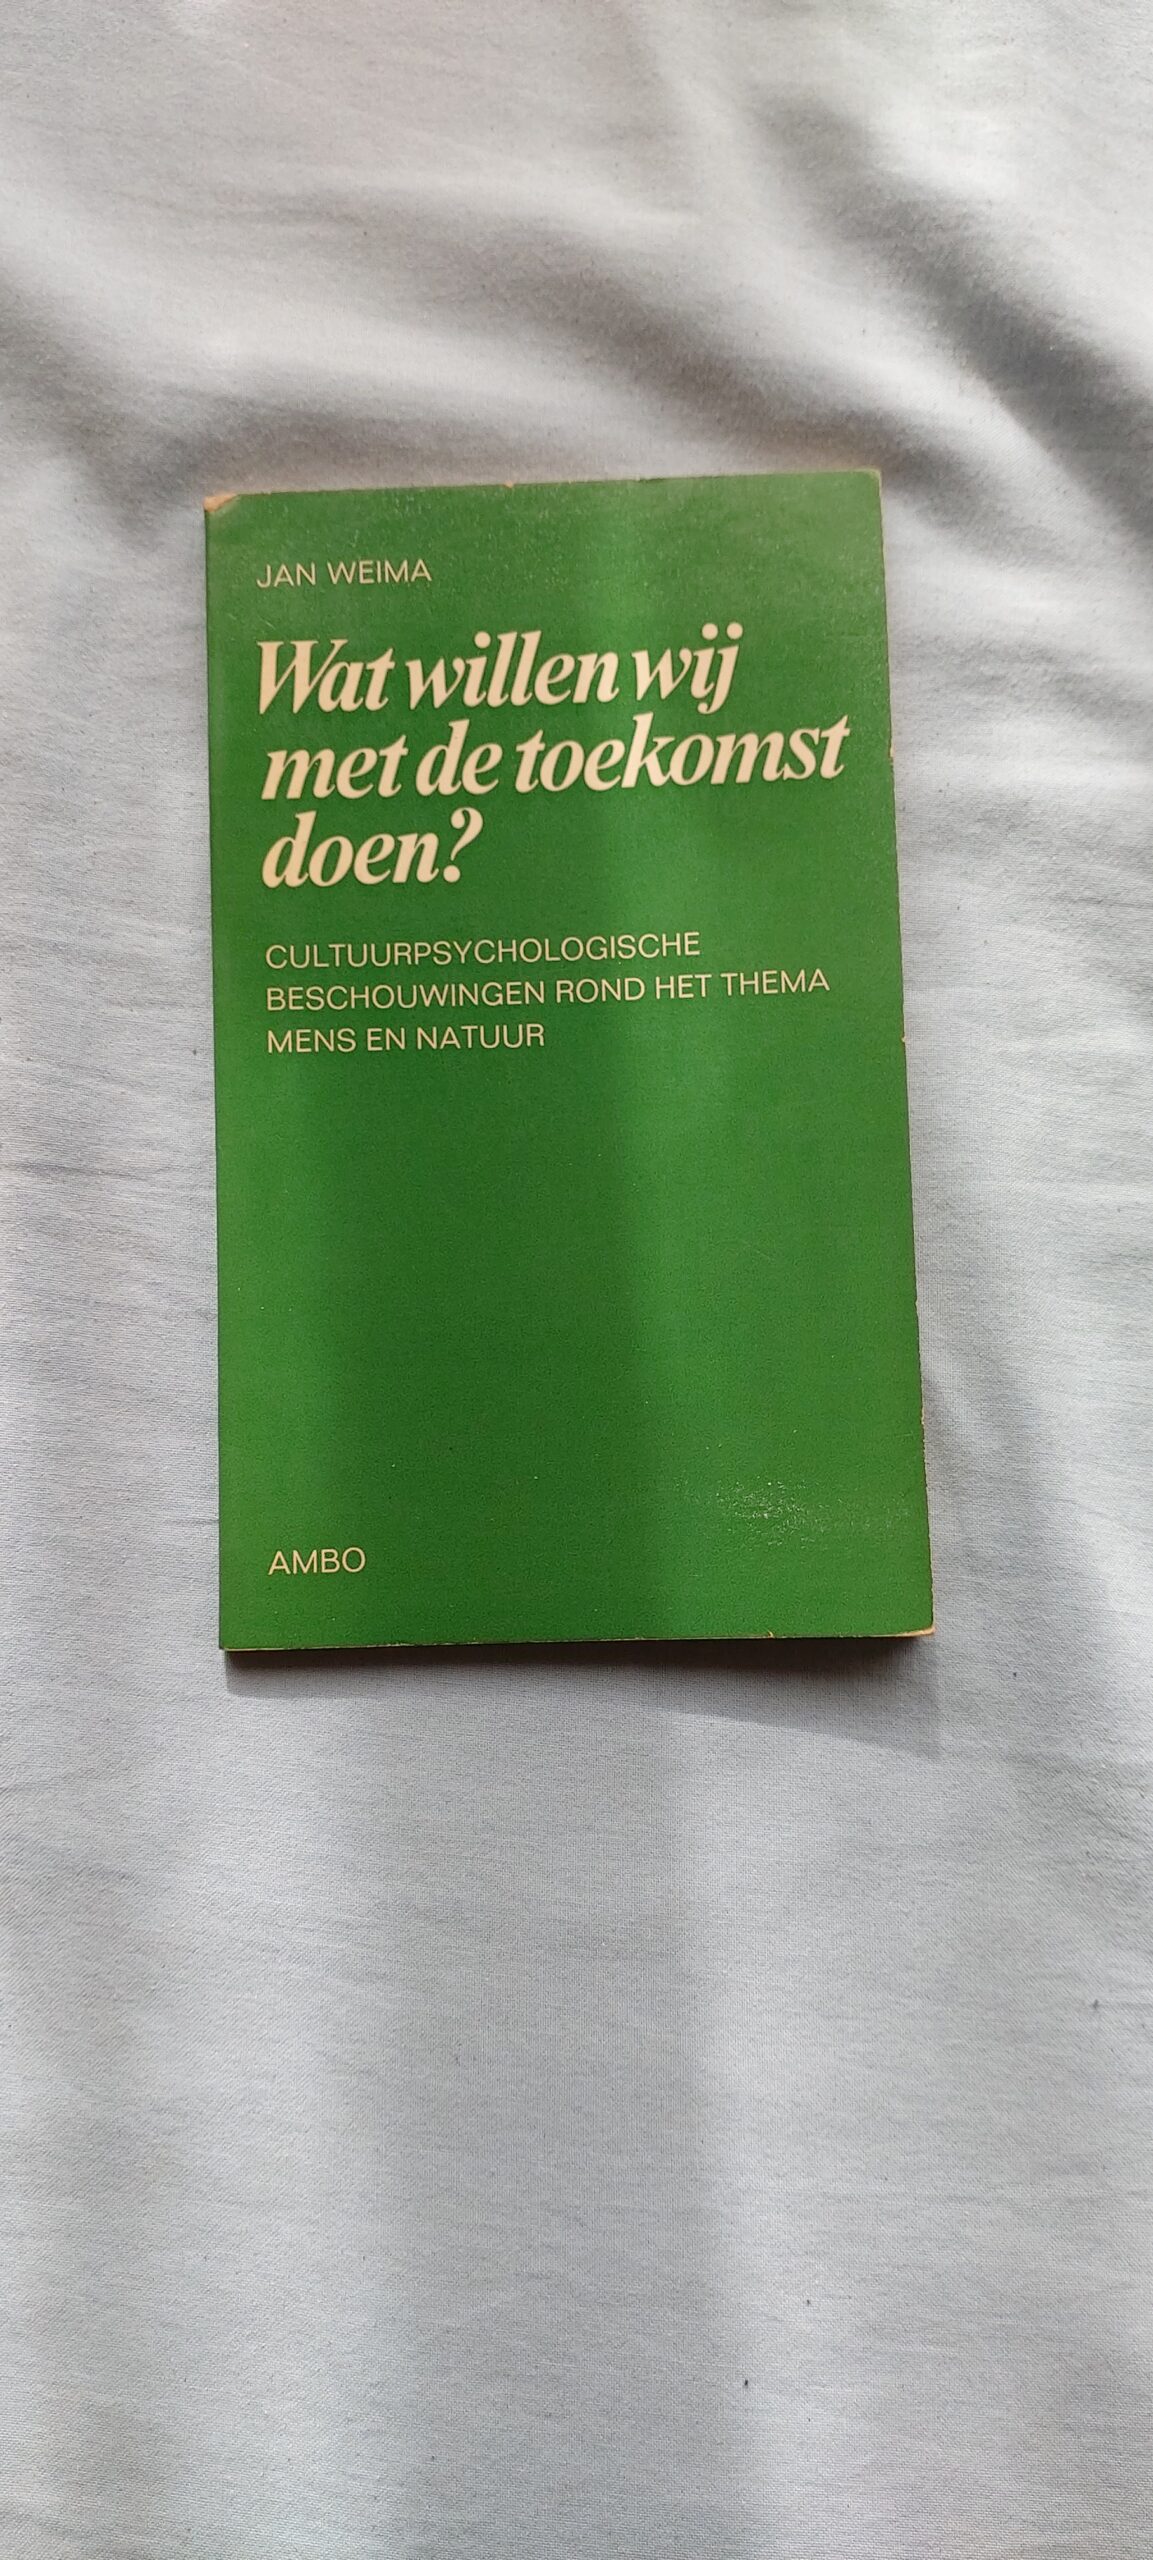 JAN WEIMA
Wat willen wij
met de toekomst
doen?
CULTUURPSYCHOLOGISCHE
BESCHOUWINGEN ROND HET THEMA
MENS EN NATUUR
AMBO